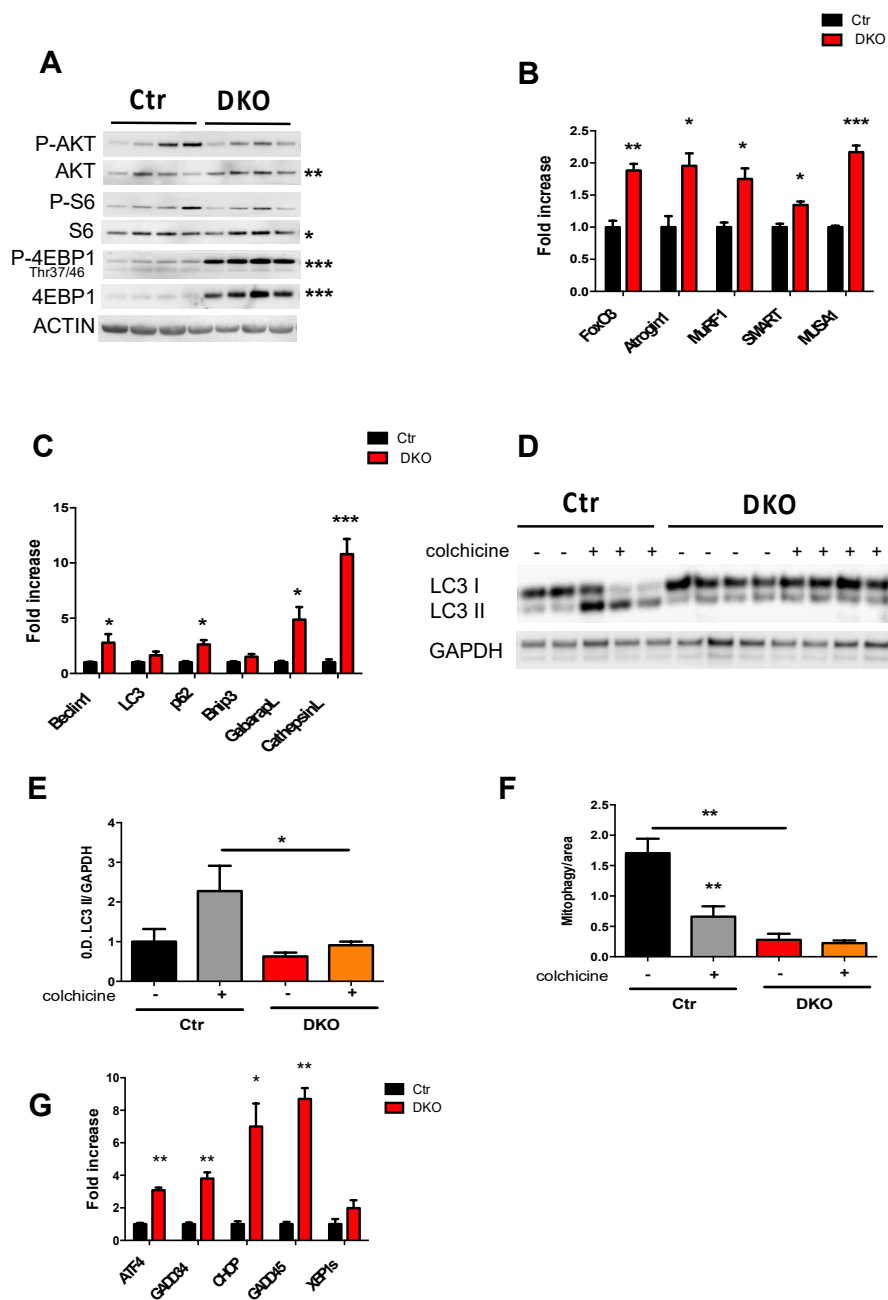 Ctr
DKO
A
Ctr DKO
P-AKT
AKT **
P-S6
S6 *
P-4EBP1 ***
Thr37/46
4EBP1 ***
ACTIN
B
Fold increase
2.5
2.0
1.5
1.0
0.5
0.0
** * * * ***
FoxO3 Atrogin1 MuRF1 SMART MUSA1
C
Ctr
DKO
Fold increase
15
10
5
0
* * * ***
Beclin1 LC3 p62 Bnip3 GabarapL CathepsinL
D
Ctr DKO
colchicine - - + + + - - - - + + + +
LC3 I
LC3 II
GAPDH
E
O.D. LC3 II/GAPDH
4
3
2
1
0
*
colchicine - + - +
Ctr DKO
F
Mitophagy/area
2.0
1.5
1.0
0.5
0.0
**
**
colchicine - + - +
Ctr DKO
G
Ctr
DKO
Fold increase
10
8
6
4
2
0
** ** * **
ATF4 GADD34 CHOP GADD45 XBP1s